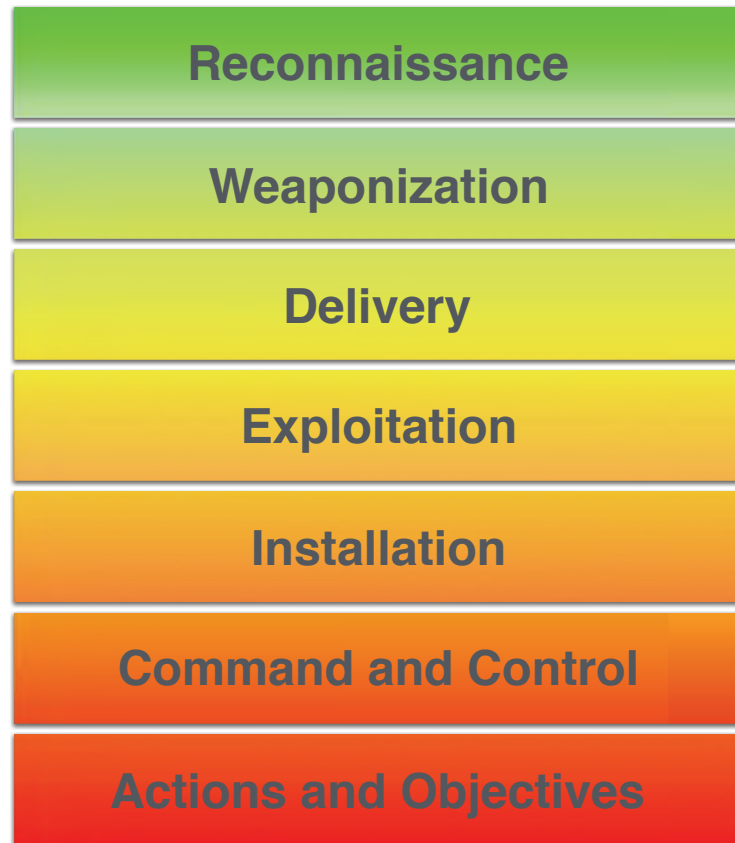 Reconnaissance
Weaponization
Delivery
Exploitation
Installation
Command and Control
Actions and Objectives